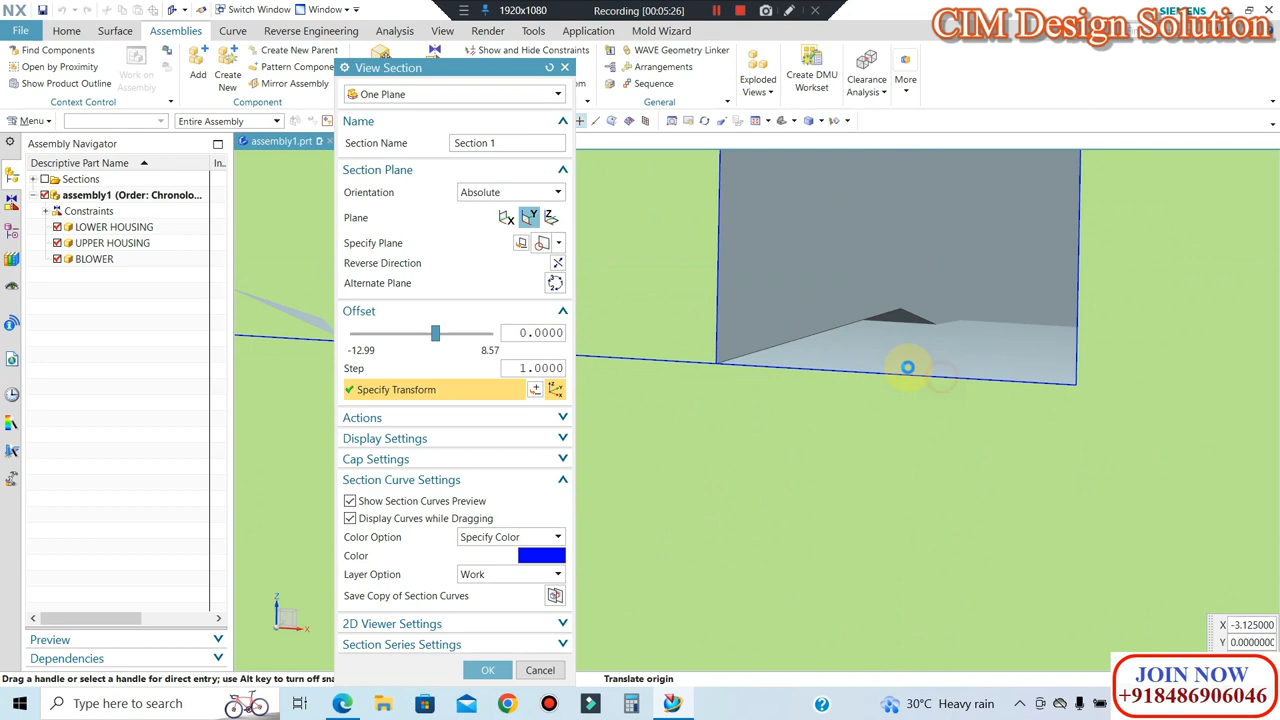 NX
Switch Window
Window
1920x1080
Recording [00:05:26]
SIEMENS
CIM Design Solution
File
Home
Surface
Assemblies
Curve
Reverse Engineering
Analysis
View
Render
Tools
Application
Mold Wizard
Find Components
Open by Proximity
Show Product Outline
Context Control
Work on
Assembly
Add
Create
New
Create New Parent
Pattern Compone
Mirror Assembly
Component
Show and Hide Constraints
WAVE Geometry Linker
Arrangements
Sequence
General
Exploded
Views
Create DMU
Workset
Clearance
Analysis
More
Menu
Entire Assembly
Assembly Navigator
Descriptive Part Name
In...
Sections
assembly1 (Order: Chronolo...
Constraints
LOWER HOUSING
UPPER HOUSING
BLOWER
Preview
Dependencies
assembly1.prt
View Section
One Plane
Name
Section Name
Section 1
Section Plane
Orientation
Absolute
Plane
X
Y
Z
Specify Plane
Reverse Direction
Alternate Plane
Offset
0.0000
-12.99
8.57
Step
1.0000
Specify Transform
Actions
Display Settings
Cap Settings
Section Curve Settings
Show Section Curves Preview
Display Curves while Dragging
Color Option
Specify Color
Color
Layer Option
Work
Save Copy of Section Curves
2D Viewer Settings
Section Series Settings
OK
Cancel
Z
X
X -3.125000
Y 0.0000000
Drag a handle or select a handle for direct entry; use Alt key to turn off sna
Translate origin
Type here to search
30°C Heavy rain
JOIN NOW
+918486906046